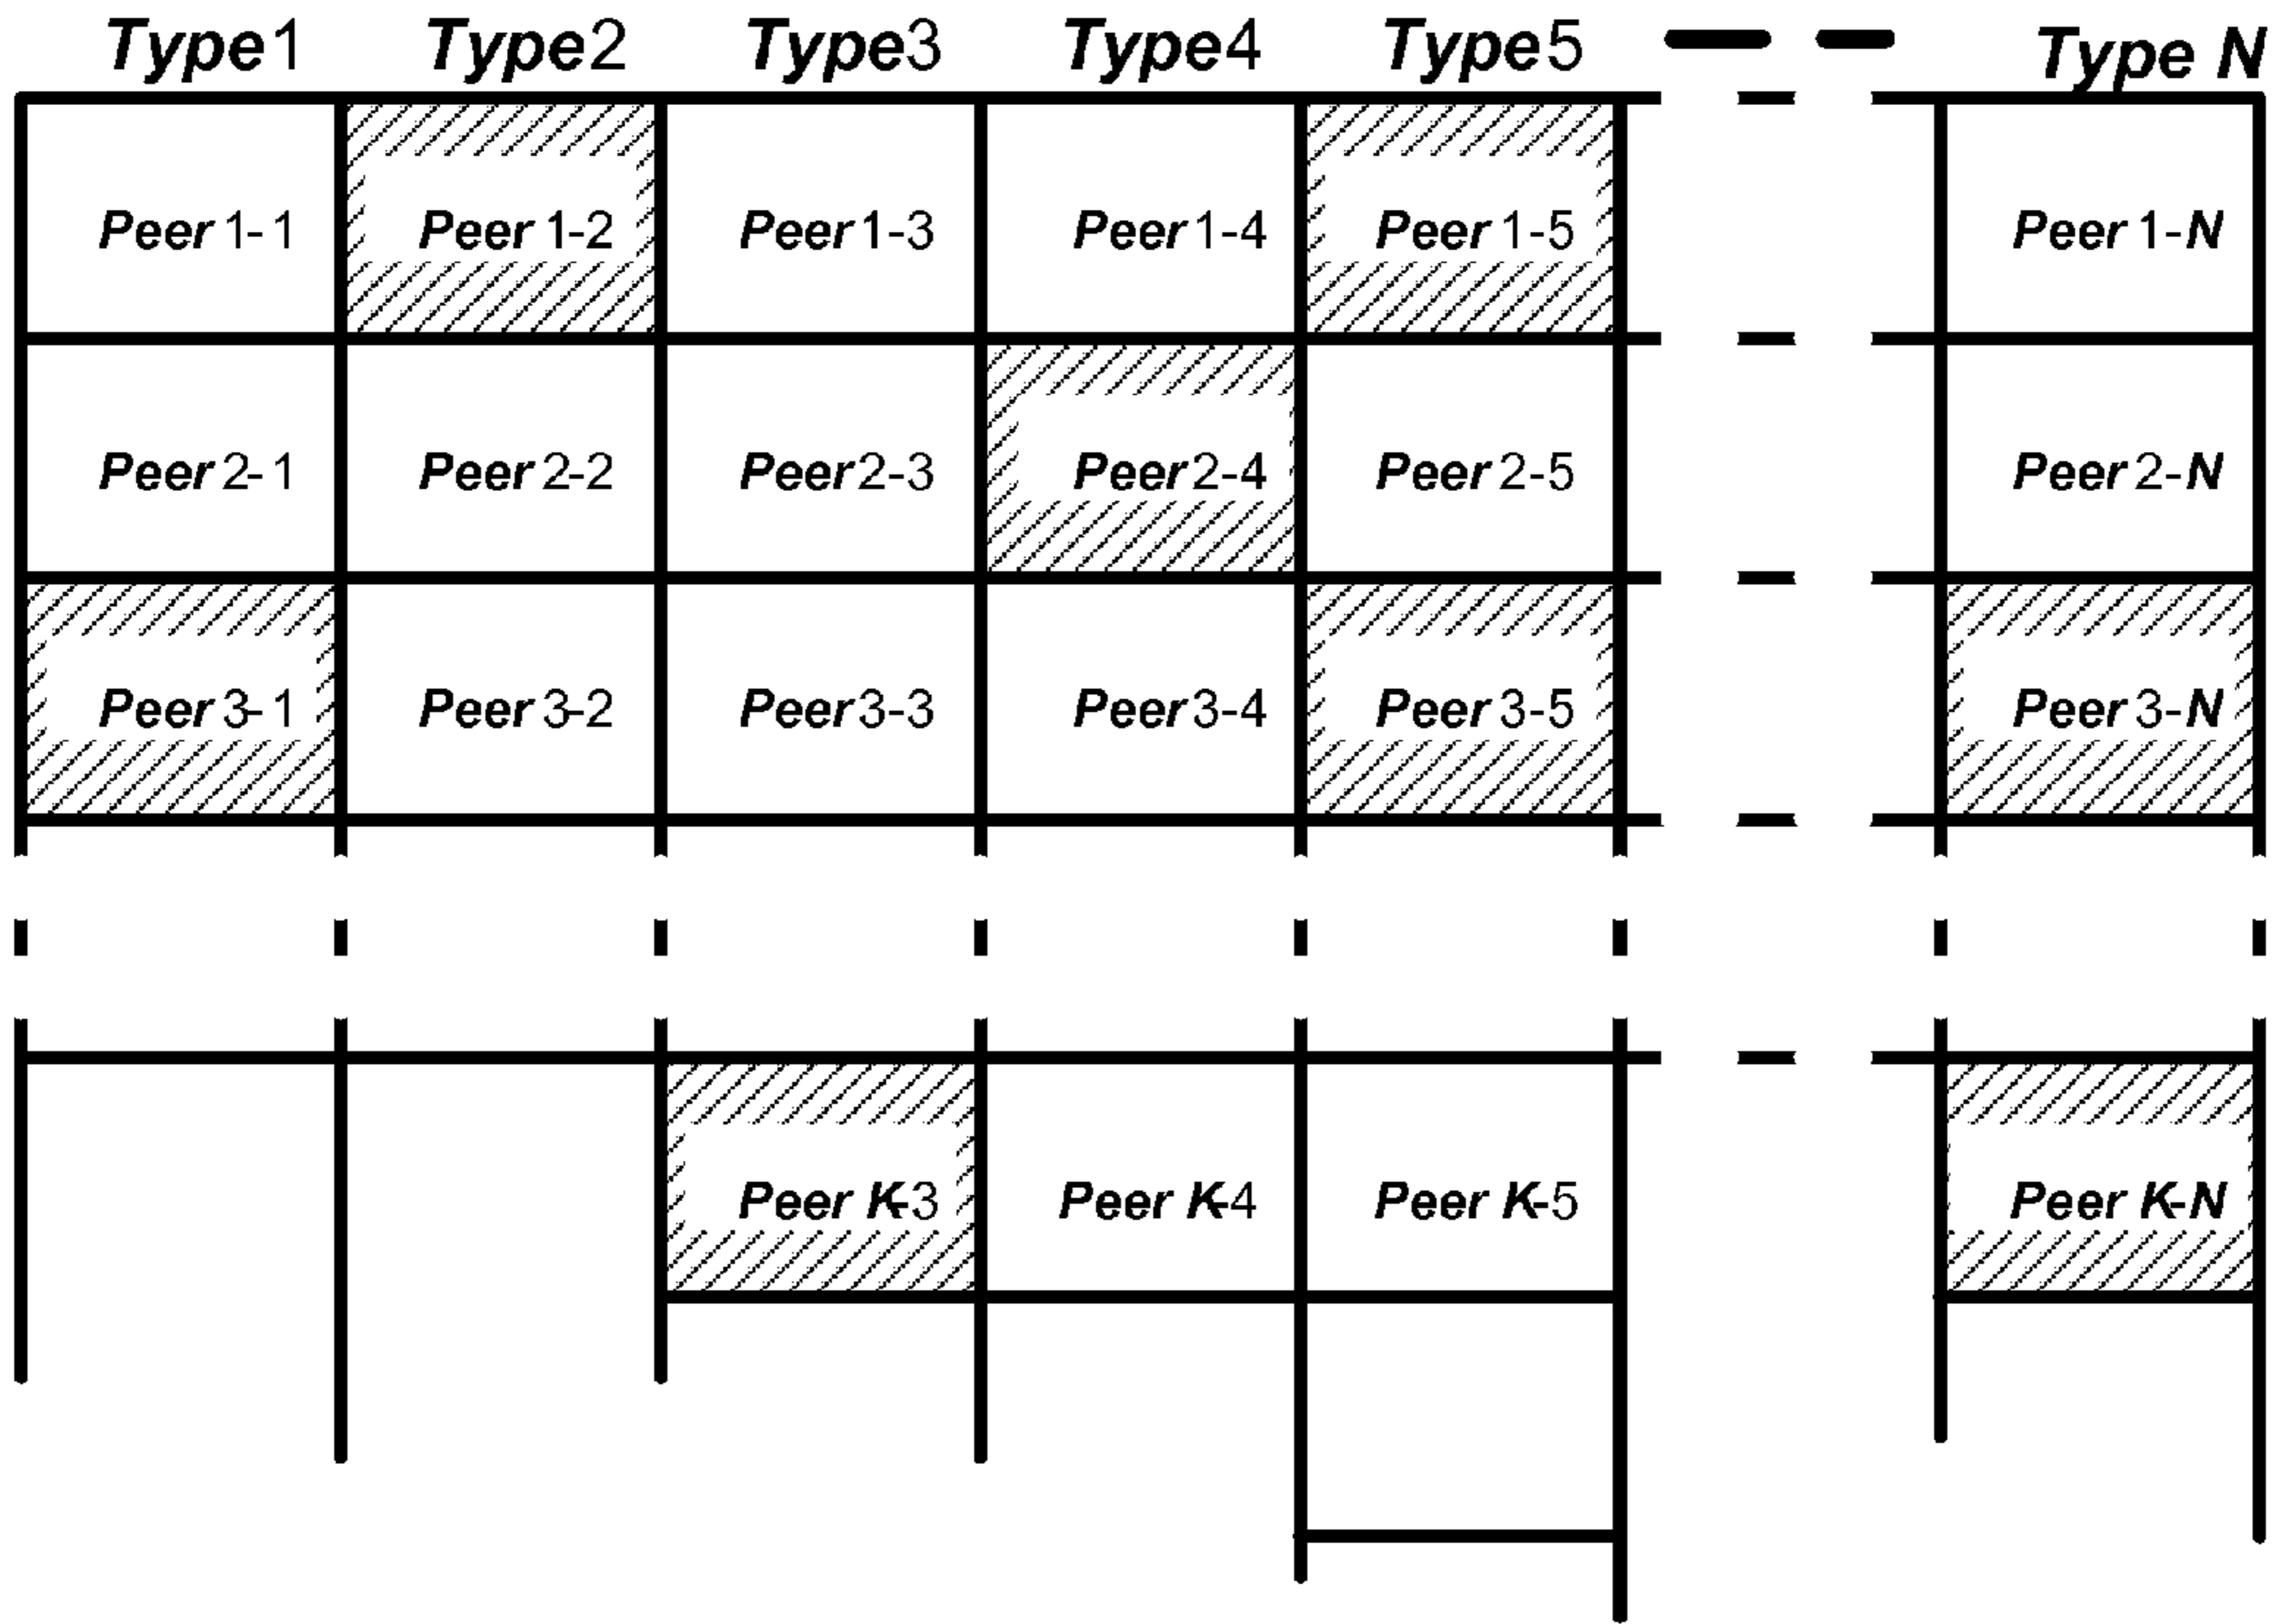 Type1 Type2 Type3 Type4 Type5 Type N
Peer 1-1 Peer 1-2 Peer 1-3 Peer 1-4 Peer 1-5 Peer 1-N
Peer 2-1 Peer 2-2 Peer 2-3 Peer 2-4 Peer 2-5 Peer 2-N
Peer 3-1 Peer 3-2 Peer 3-3 Peer 3-4 Peer 3-5 Peer 3-N
Peer K-3 Peer K-4 Peer K-5 Peer K-N